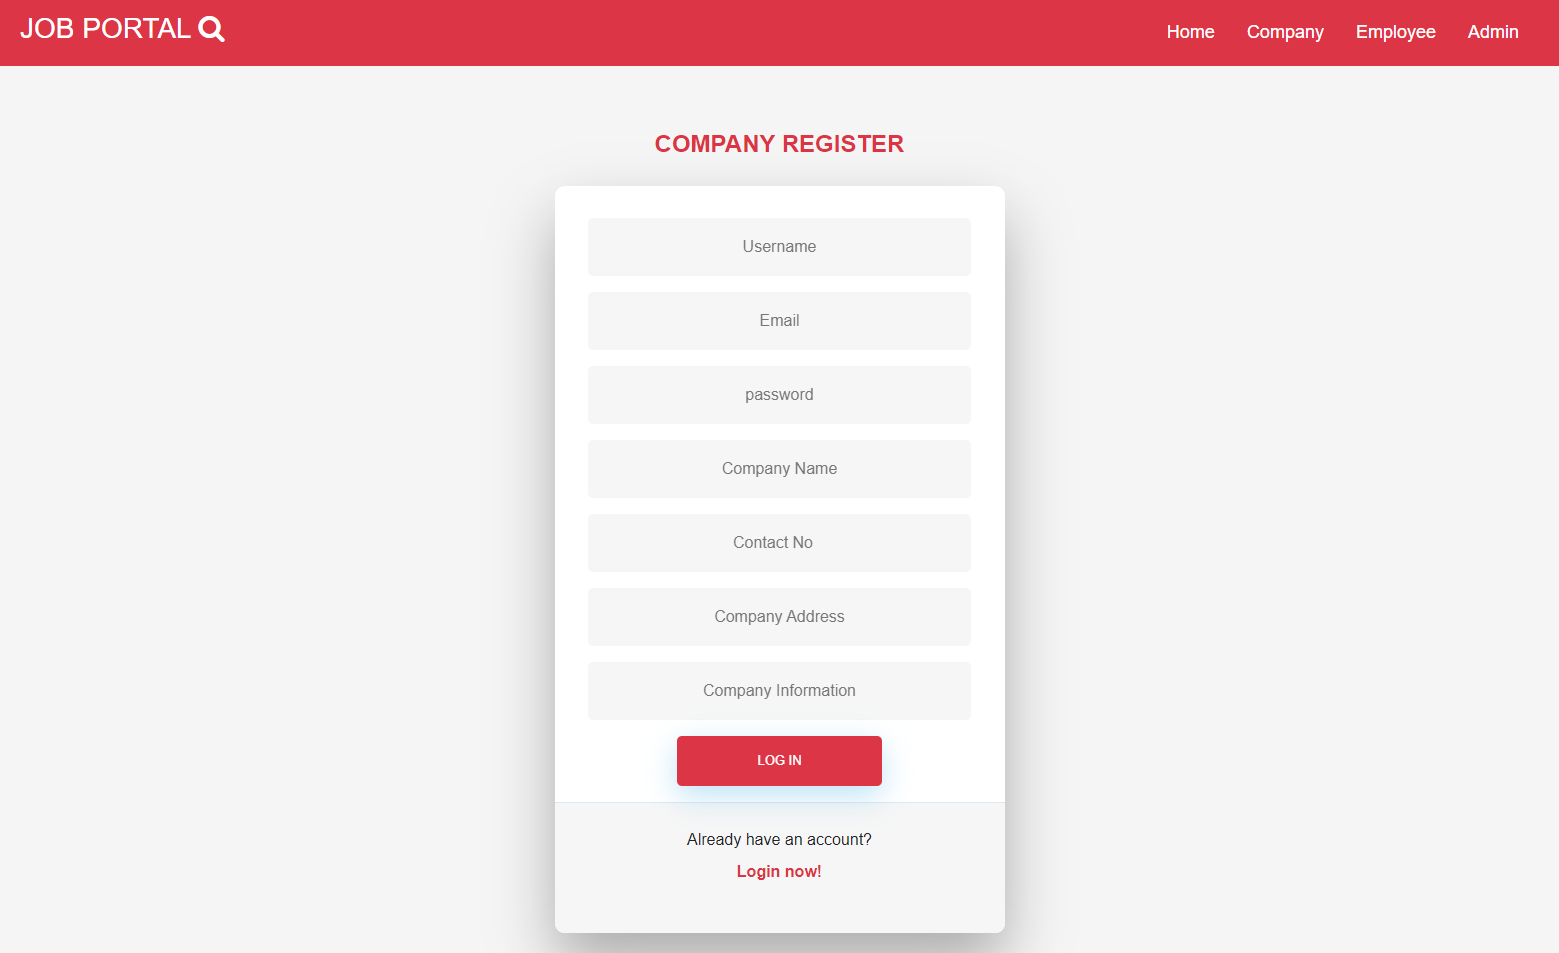 JOB PORTAL
Home Company Employee Admin
COMPANY REGISTER
Username
Email
password
Company Name
Contact No
Company Address
Company Information
LOG IN
Already have an account?
Login now!